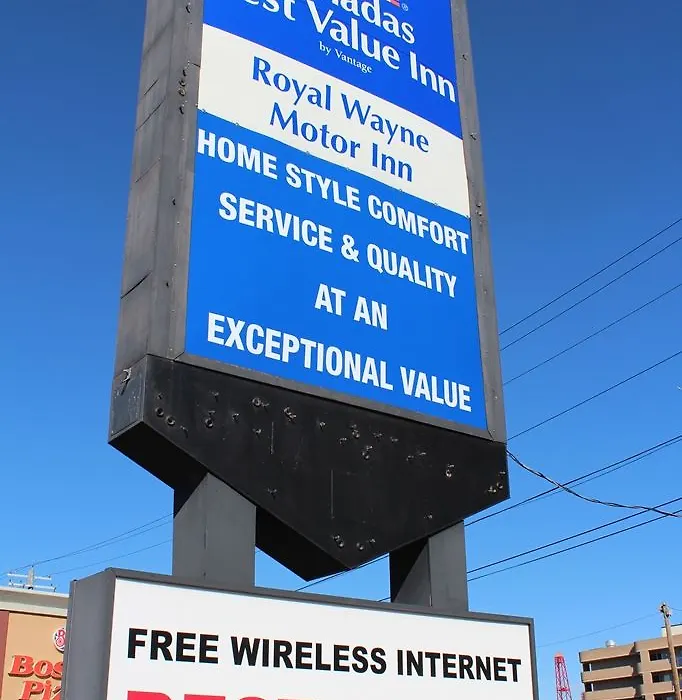 Value Inn
by Vantage
Royal Wayne
Motor Inn
HOME STYLE COMFORT
SERVICE & QUALITY
AT AN
EXCEPTIONAL VALUE
FREE WIRELESS INTERNET